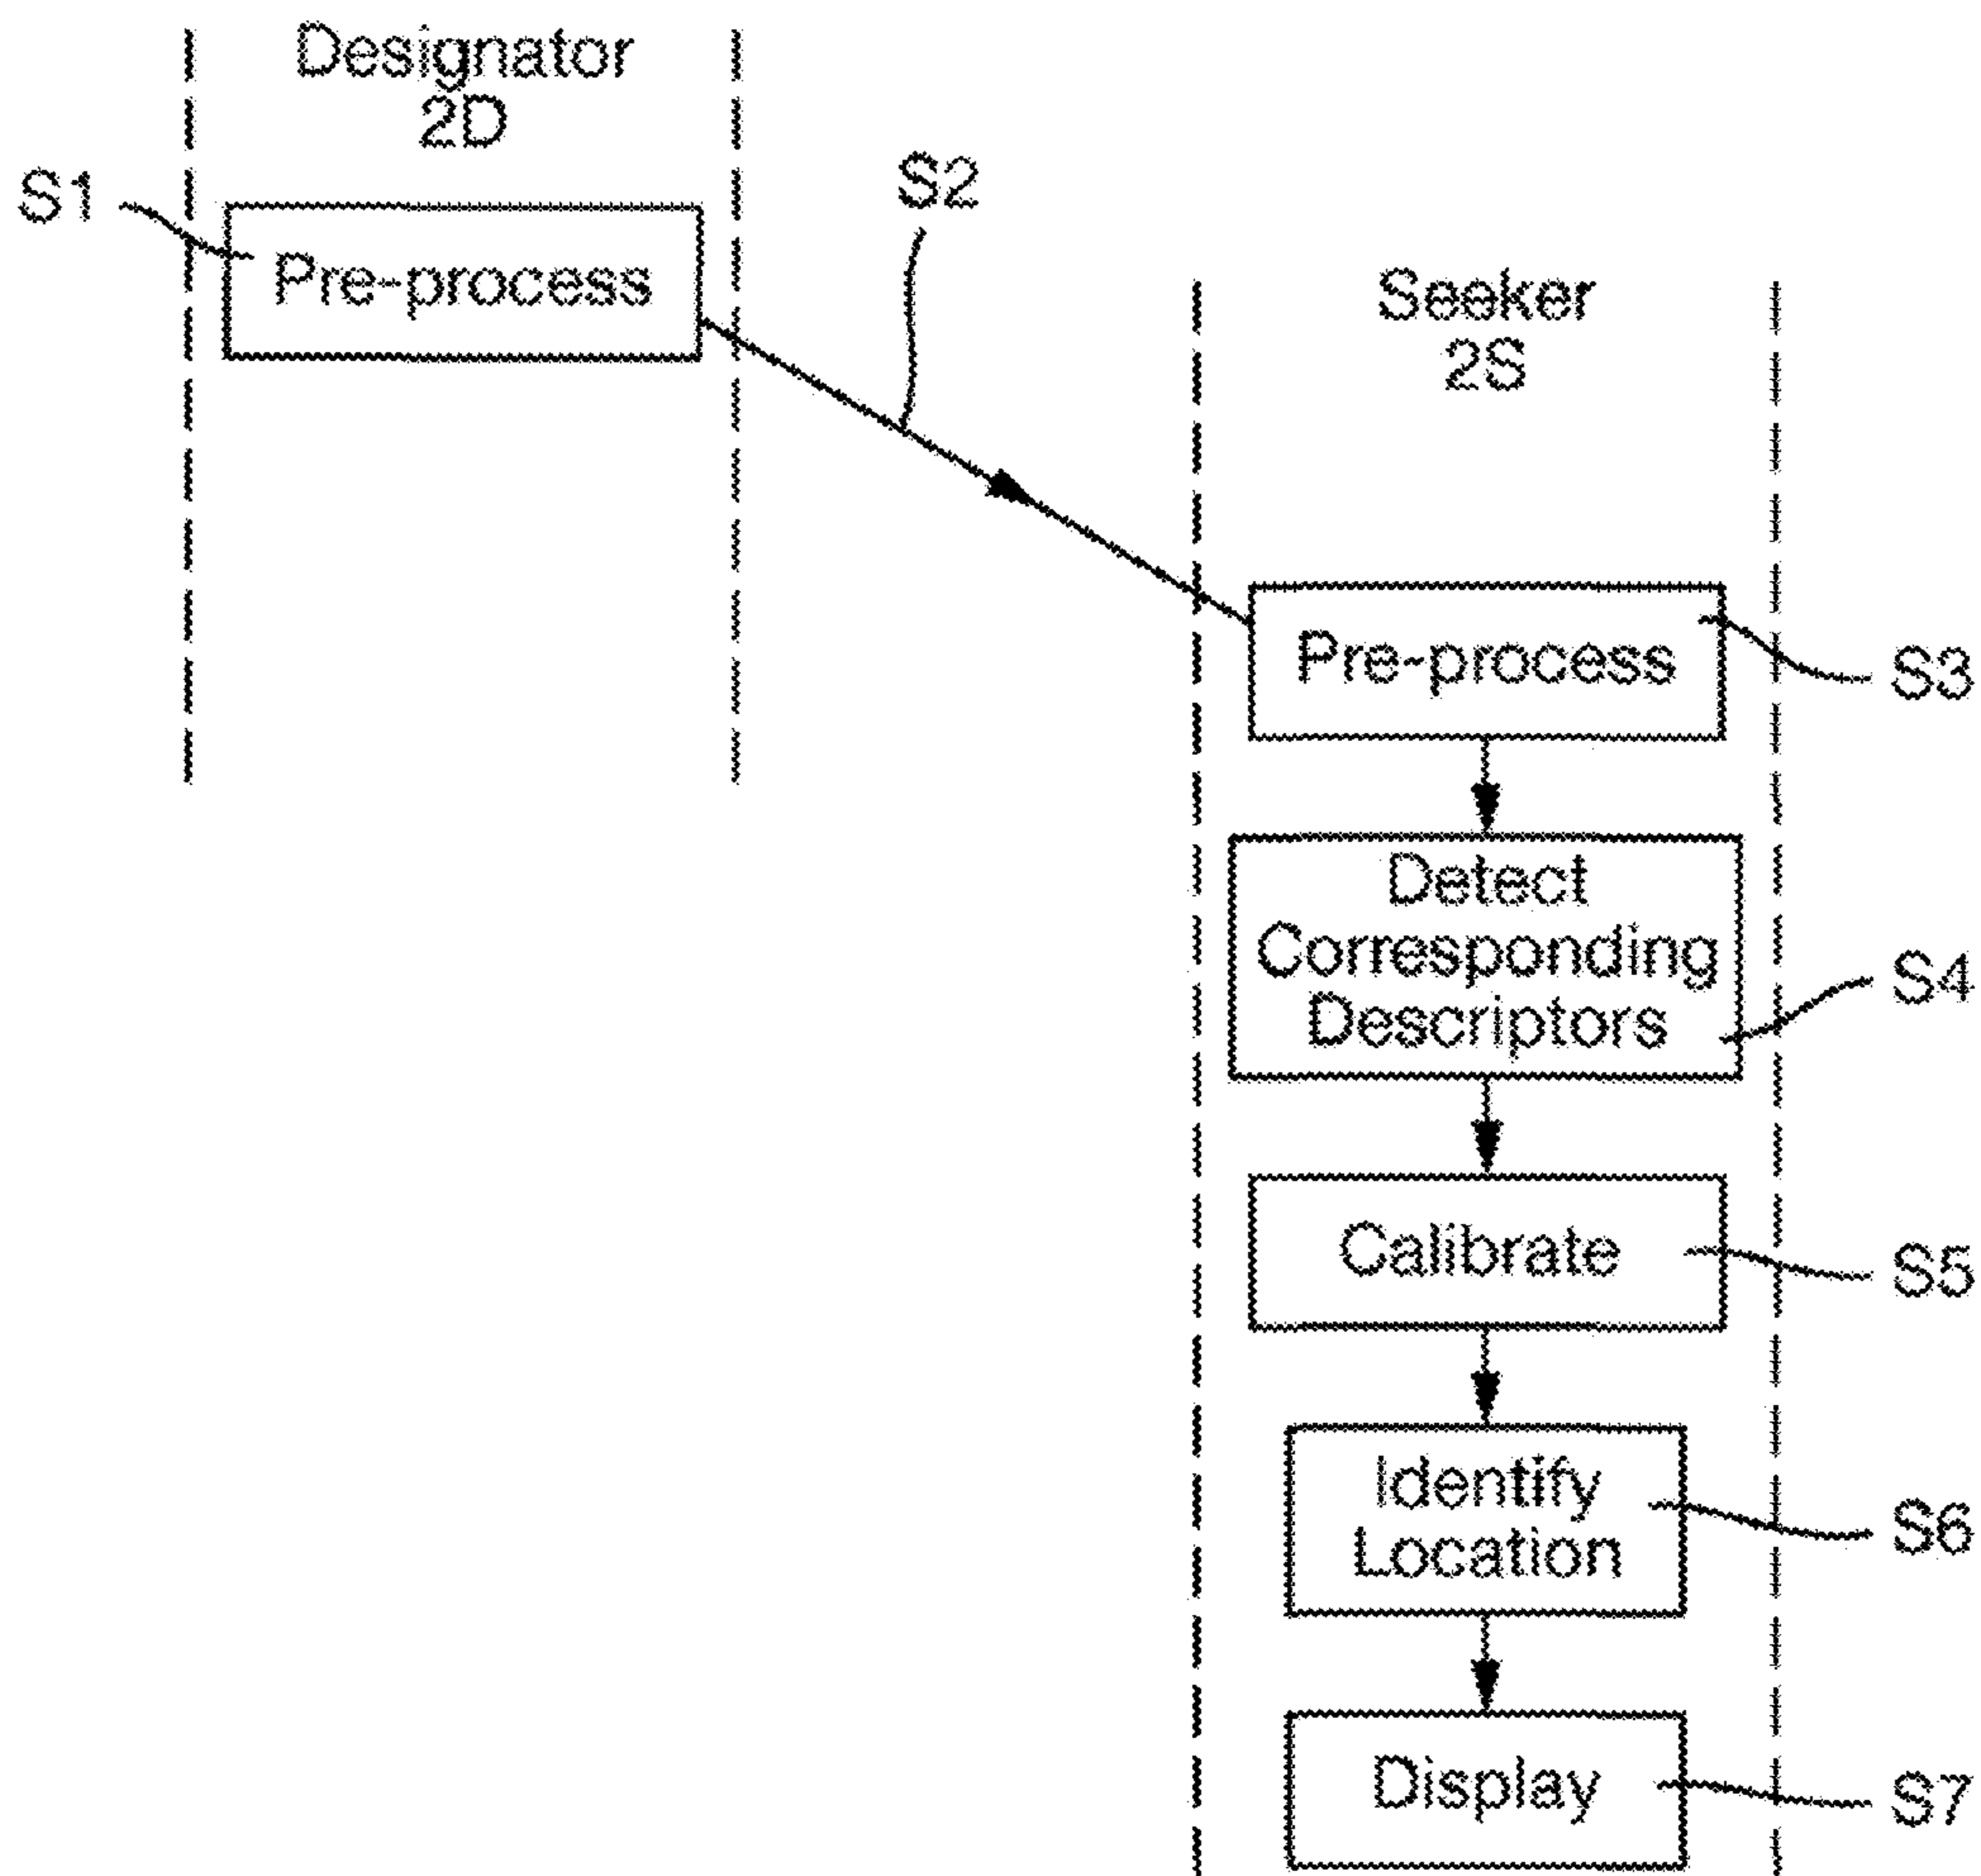 Designator
2D
S1
S2
Pre-process
Seeker
2S
Pre-process
S3
Detect
Corresponding
Descriptors
S4
Calibrate
S5
Identify
Location
S6
Display
S7